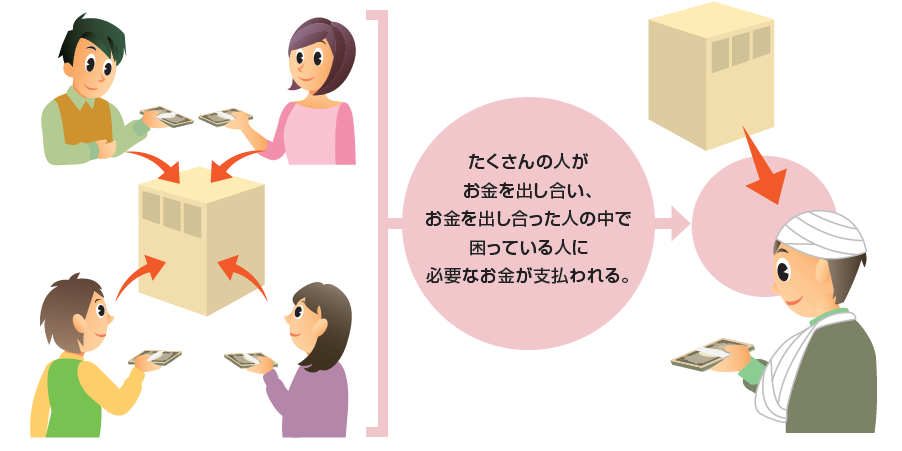 たくさんの人が
お金を出し合い、
お金を出し合った人の中で
困っている人に
必要なお金が支払われる。